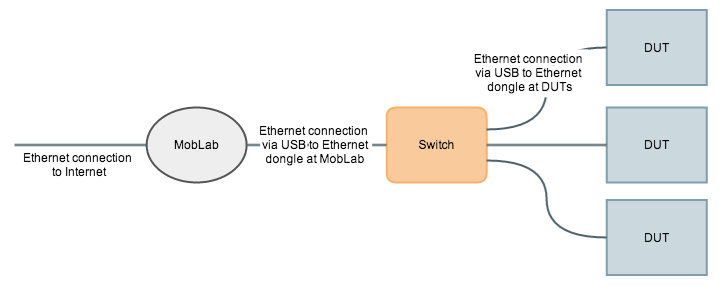 Ethernet connection
to Internet
MobLab
Ethernet connection
via USB to Ethernet
dongle at MobLab
Switch
Ethernet connection
via USB to Ethernet
dongle at DUTs
DUT
DUT
DUT